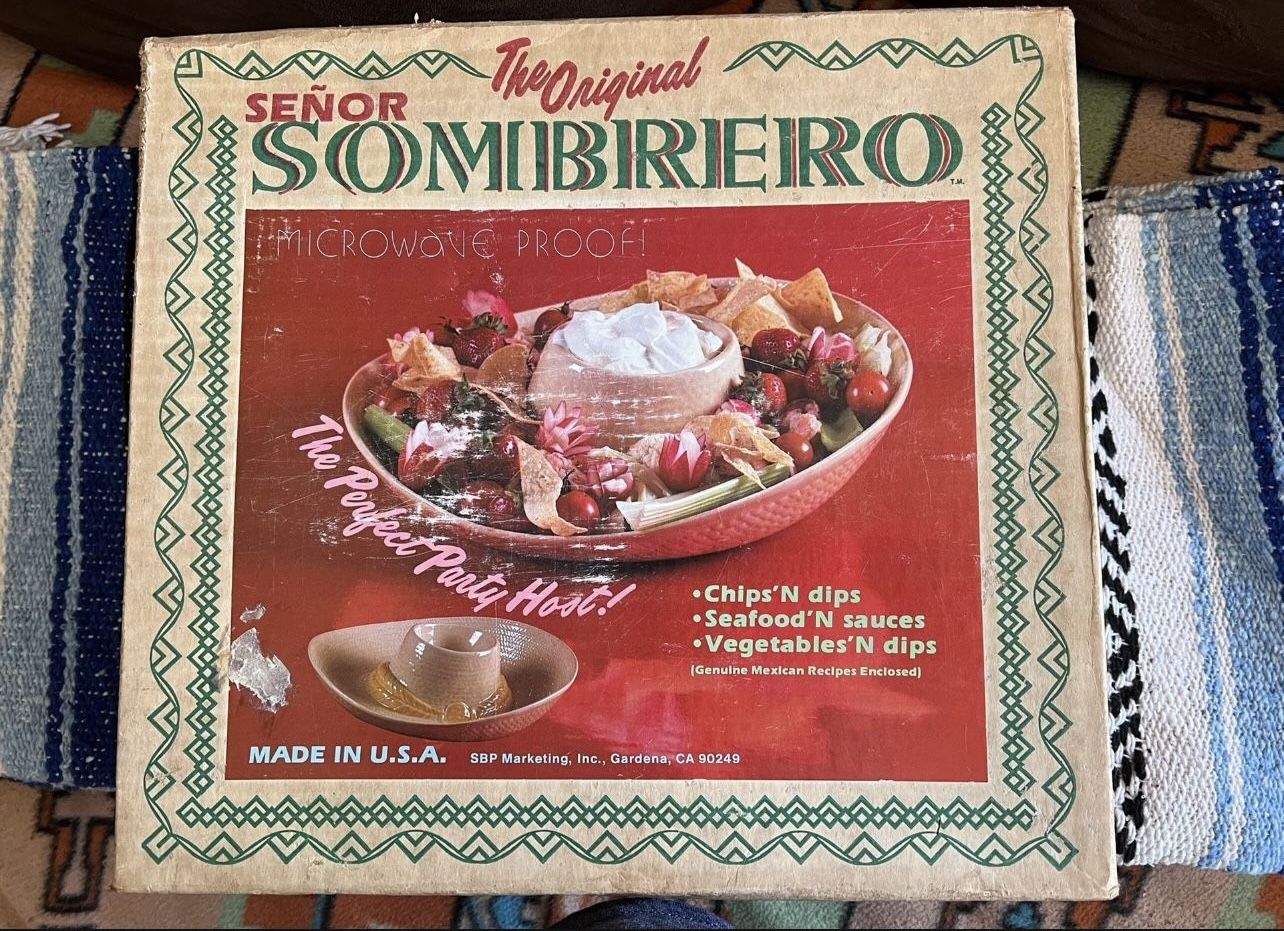 The Original
SEÑOR
SOMBRERO T.M.
MICROWAVE PROOF!
The Perfect Party Host!
•Chips'N dips
•Seafood'N sauces
•Vegetables'N dips
(Genuine Mexican Recipes Enclosed)
MADE IN U.S.A. SBP Marketing, Inc., Gardena, CA 90249